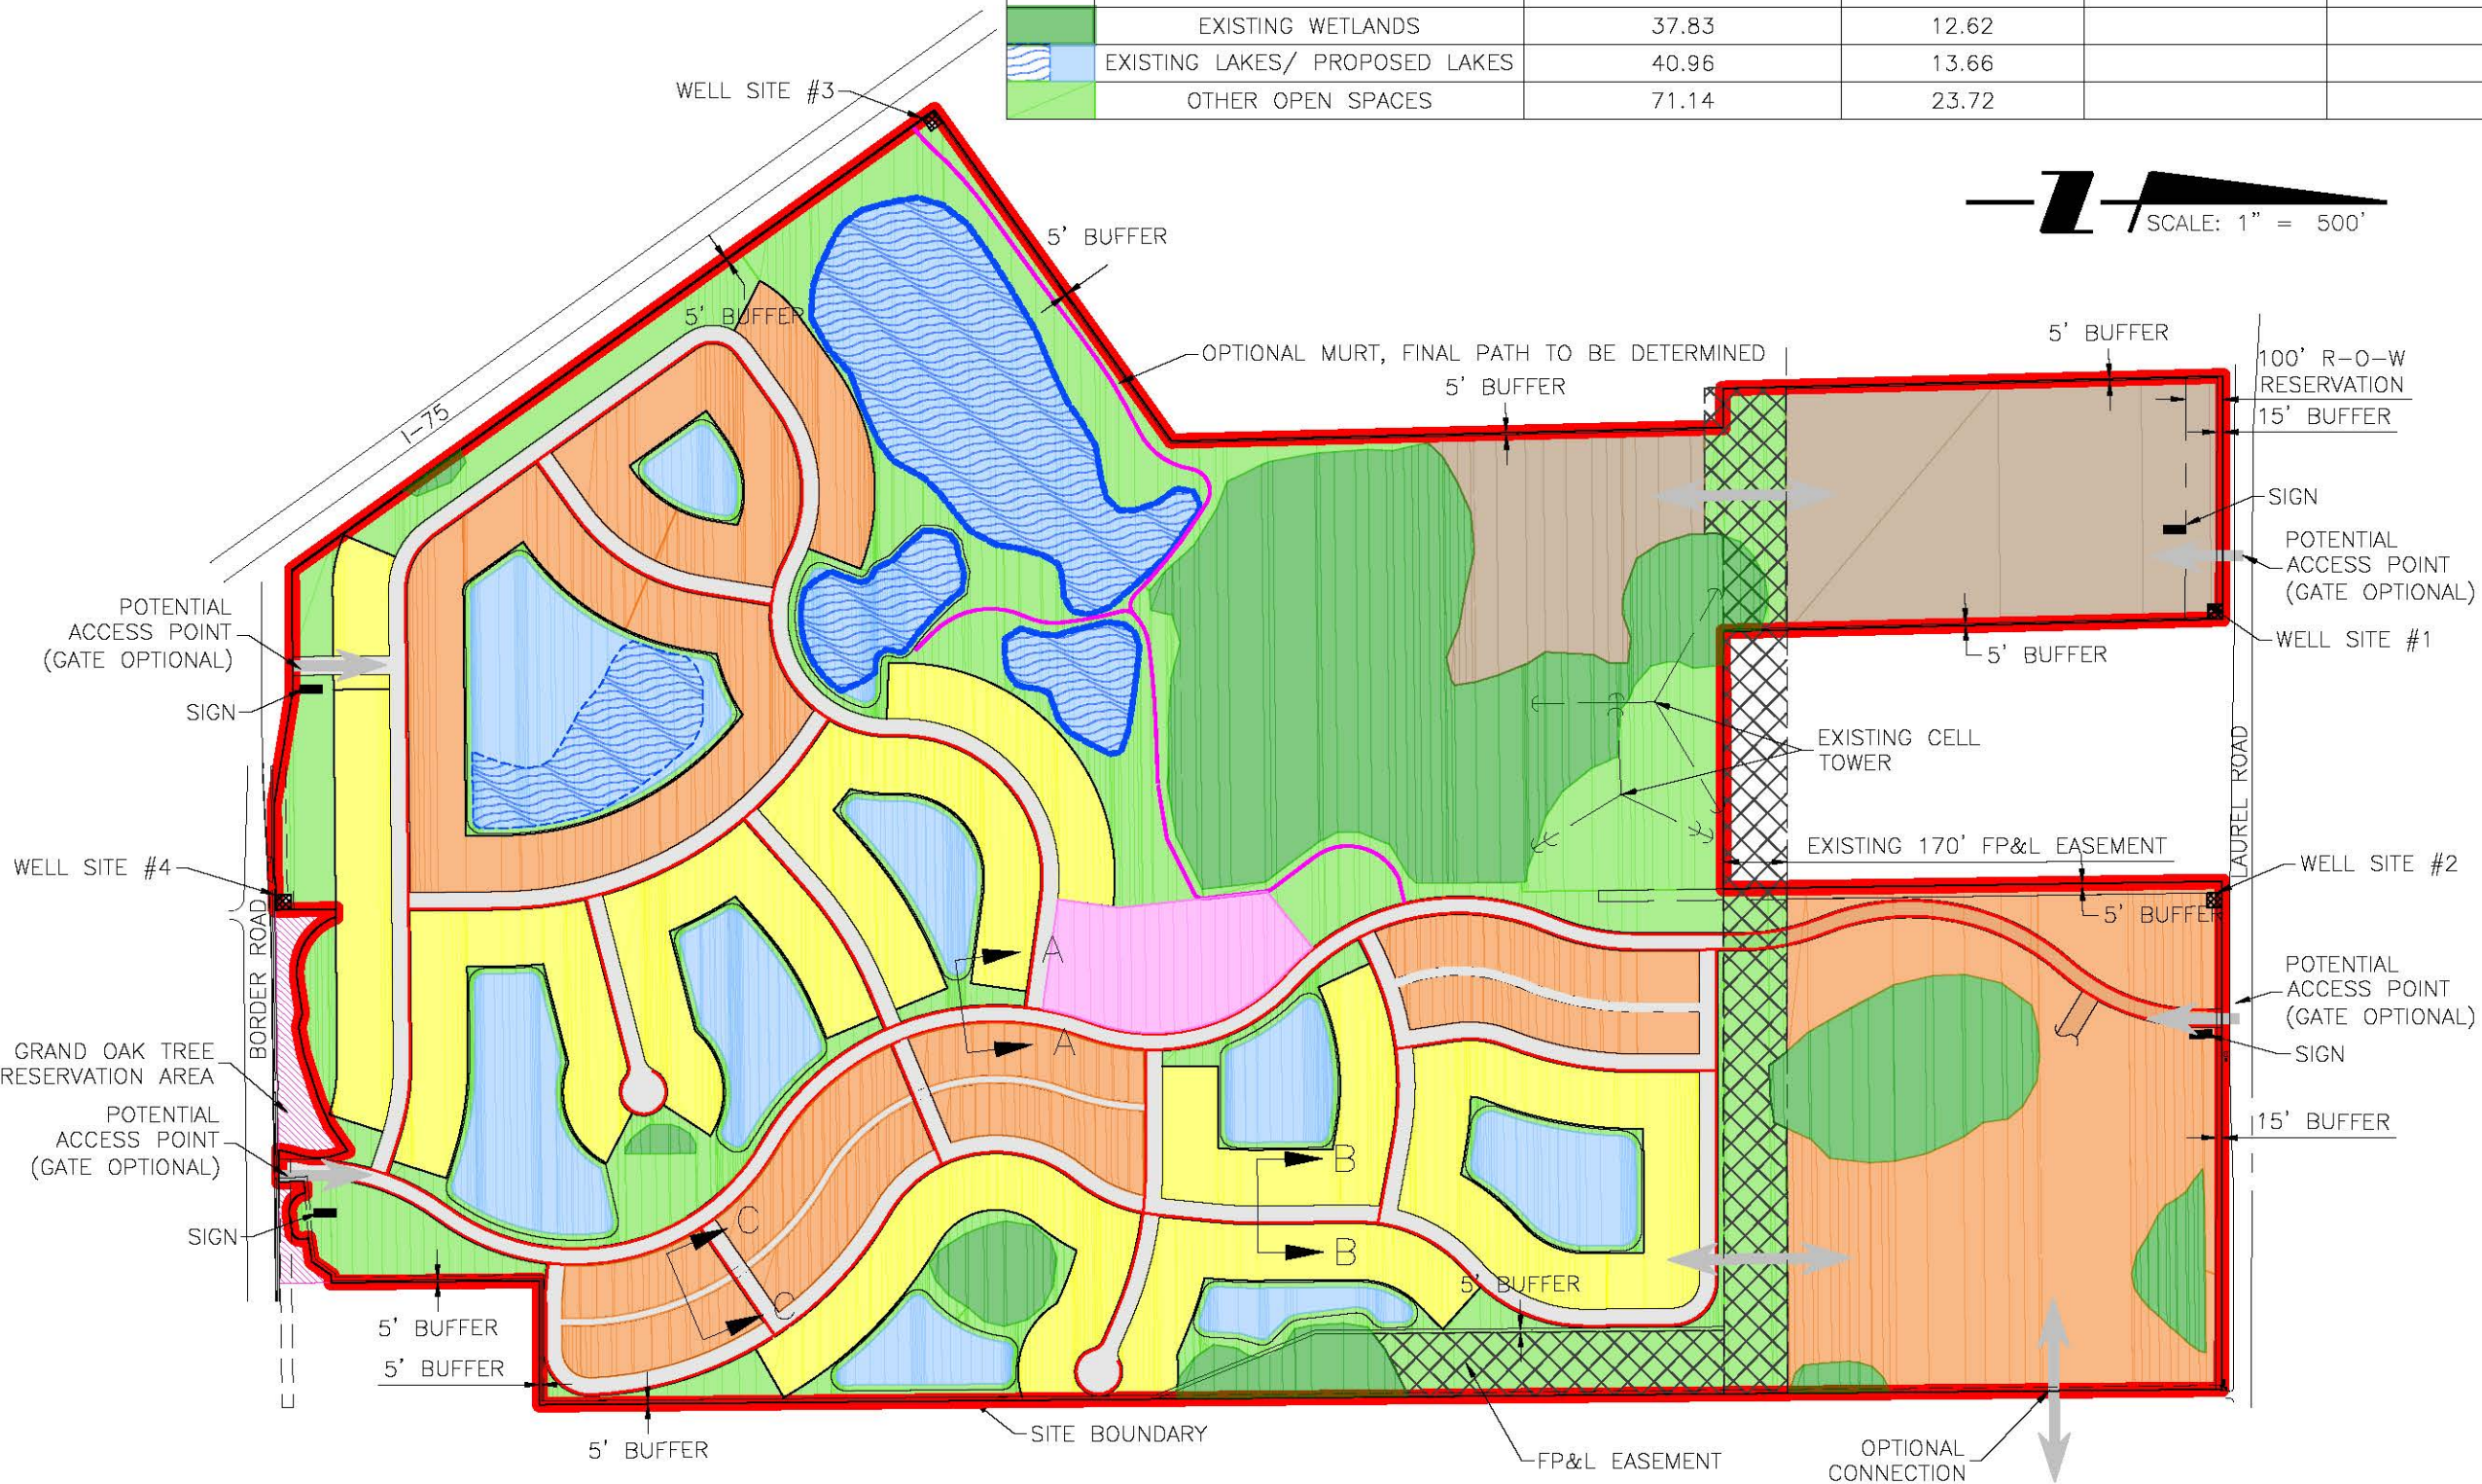 EXISTING WETLANDS 37.83 12.62
EXISTING LAKES/ PROPOSED LAKES 40.96 13.66
OTHER OPEN SPACES 71.14 23.72
WELL SITE #3
SCALE: 1" = 500'
5' BUFFER
5' BUFFER
OPTIONAL MURT, FINAL PATH TO BE DETERMINED
5' BUFFER
5' BUFFER
100' R-O-W
RESERVATION
15' BUFFER
I-75
SIGN
POTENTIAL
ACCESS POINT
(GATE OPTIONAL)
WELL SITE #1
5' BUFFER
POTENTIAL
ACCESS POINT
(GATE OPTIONAL)
SIGN
EXISTING CELL
TOWER
LAUREL ROAD
EXISTING 170' FP&L EASEMENT
WELL SITE #4
WELL SITE #2
5' BUFFER
BORDER ROAD
A
A
POTENTIAL
ACCESS POINT
(GATE OPTIONAL)
SIGN
GRAND OAK TREE
RESERVATION AREA
POTENTIAL
ACCESS POINT
(GATE OPTIONAL)
15' BUFFER
B
B
C
C
SIGN
5' BUFFER
5' BUFFER
5' BUFFER
5' BUFFER
SITE BOUNDARY
FP&L EASEMENT
OPTIONAL
CONNECTION